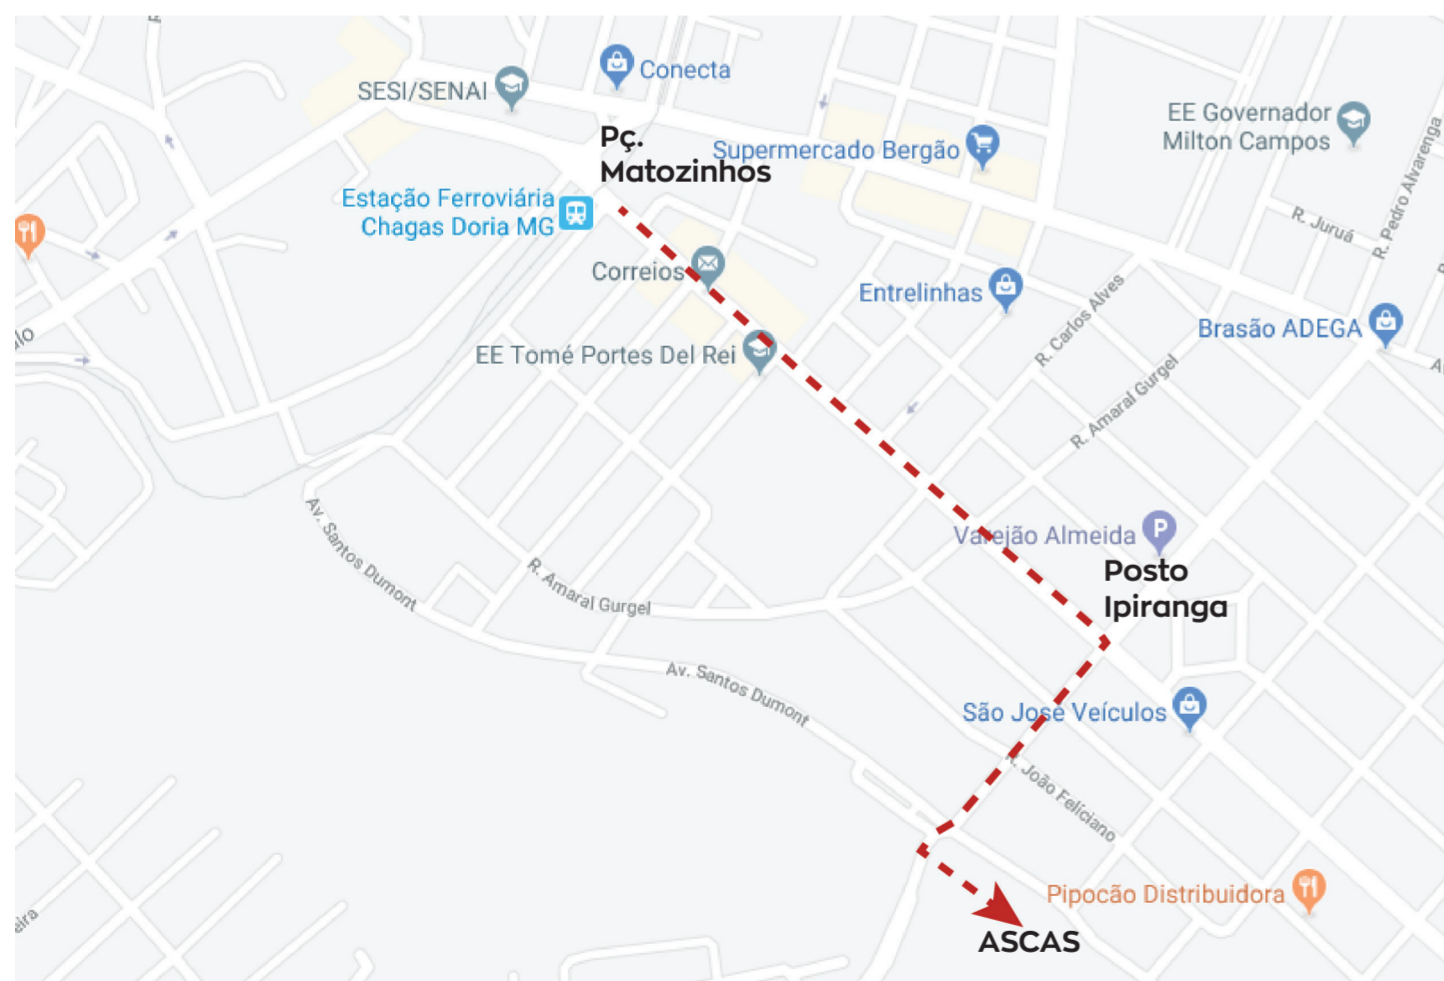 Conecta
SESI/SENAI
EE Governador
Milton Campos
Pç.
Matozinhos
Supermercado Bergão
R. Pedro Alvarenga
Estação Ferroviária
Chagas Doria MG
R. Juruá
Correios
Entrelinhas
R. Carlos Alves
Brasão ADEGA
EE Tomé Portes Del Rei
R. Amaral Gurgel
Av. Santos Dumont
Varejão Almeida
P
Posto
Ipiranga
R. Amaral Gurgel
Av. Santos Dumont
São José Veículos
R. João Feliciano
Pipocão Distribuidora
ASCAS